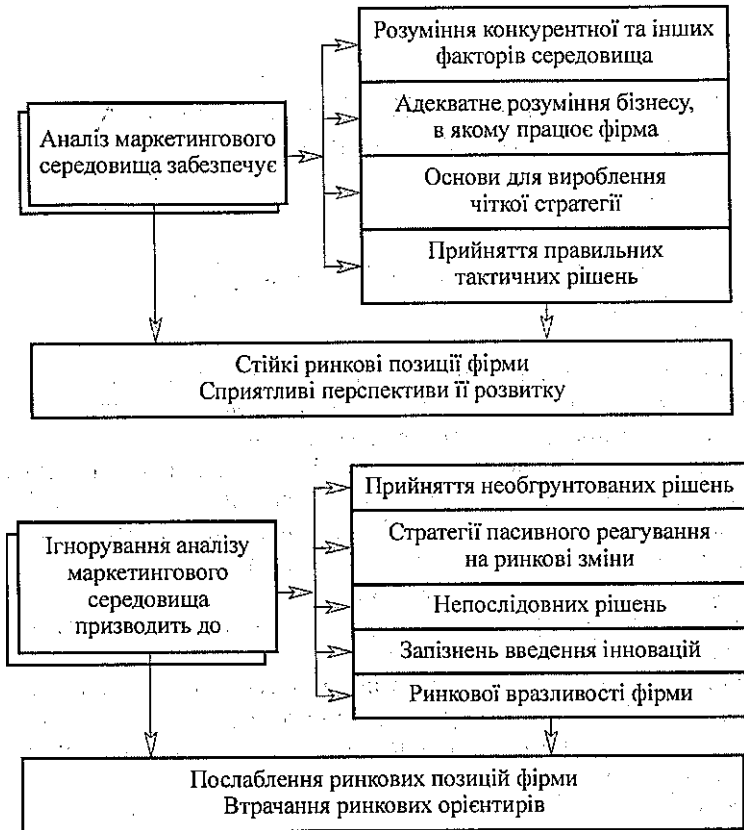 Аналіз маркетингового
середовища забезпечує
Розуміння конкурентної та інших
факторів середовища
Адекватне розуміння бізнесу,
в якому працює фірма
Основи для вироблення
чіткої стратегії
Прийняття правильних
тактичних рішень
Стійкі ринкові позиції фірми
Сприятливі перспективи її розвитку
Ігнорування аналізу
маркетингового
середовища
призводить до
Прийняття необгрунтованих рішень
Стратегії пасивного реагування
на ринкові зміни
Непослідовних рішень
Запізнень введення інновацій
Ринкової вразливості фірми
Послаблення ринкових позицій фірми
Втрачання ринкових орієнтирів